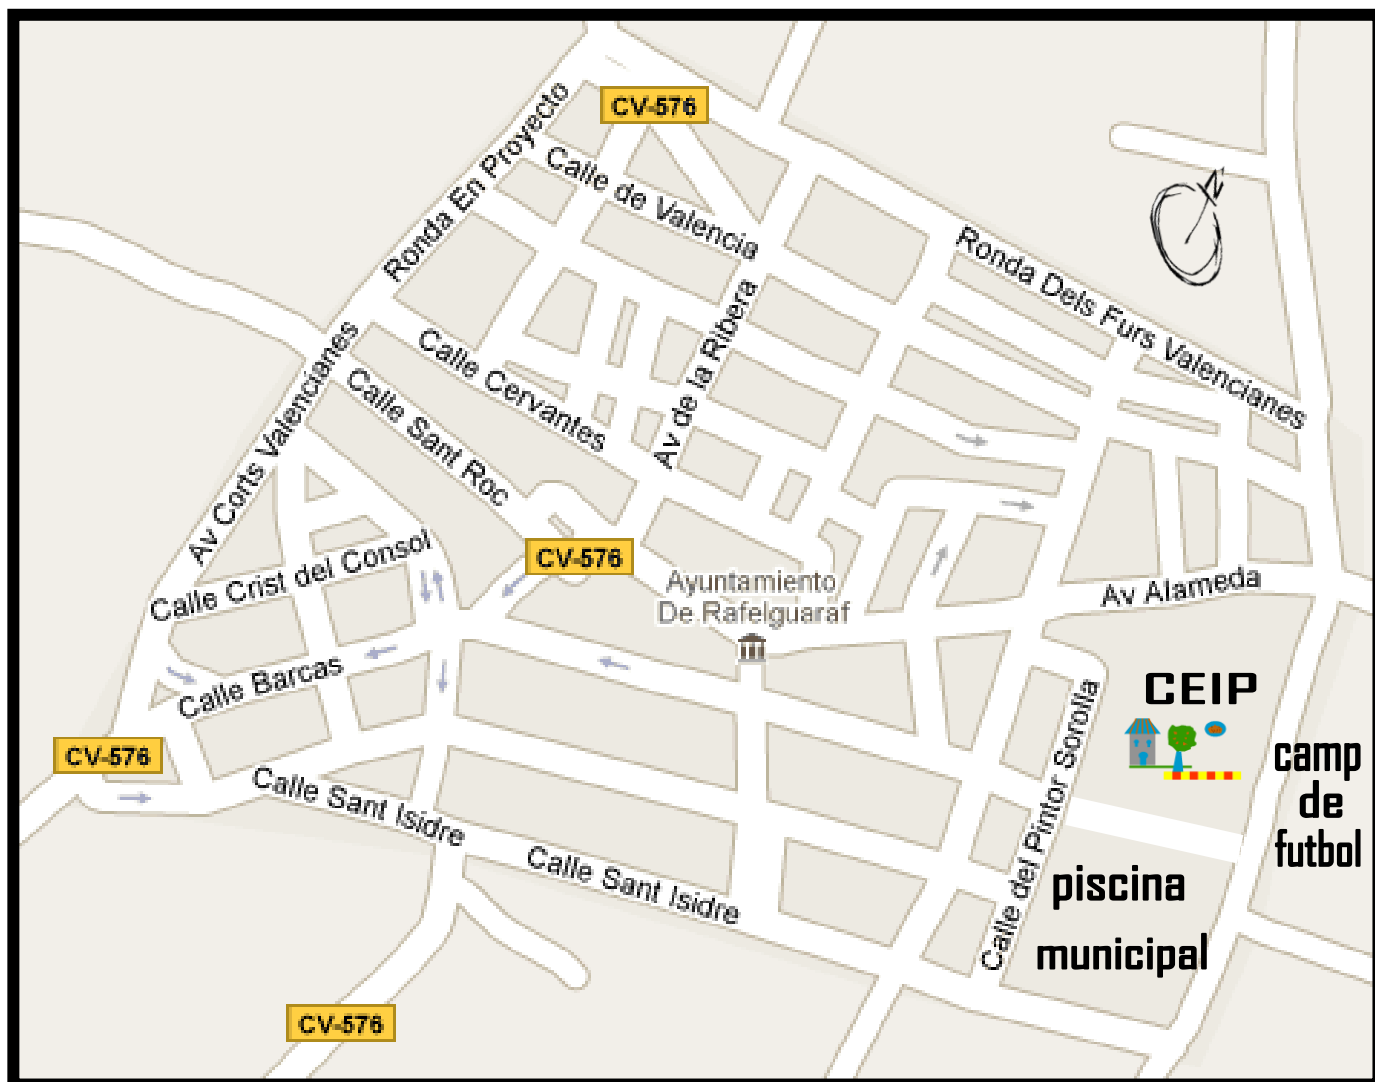 CV-576
Ronda En Proyecto
Calle de Valencia
N
Ronda Dels Furs Valencianes
Av de la Ribera
Calle Cervantes
Av Corts Valencianes
Calle Sant Roc
Calle Crist del Consol
CV-576
Ayuntamiento
De Rafelguaraf
Av Alameda
Calle Barcas
CEIP
CV-576
camp
de
futbol
Calle Sant Isidre
Calle del Pintor Sorolla
Calle Sant Isidre
piscina
municipal
CV-576